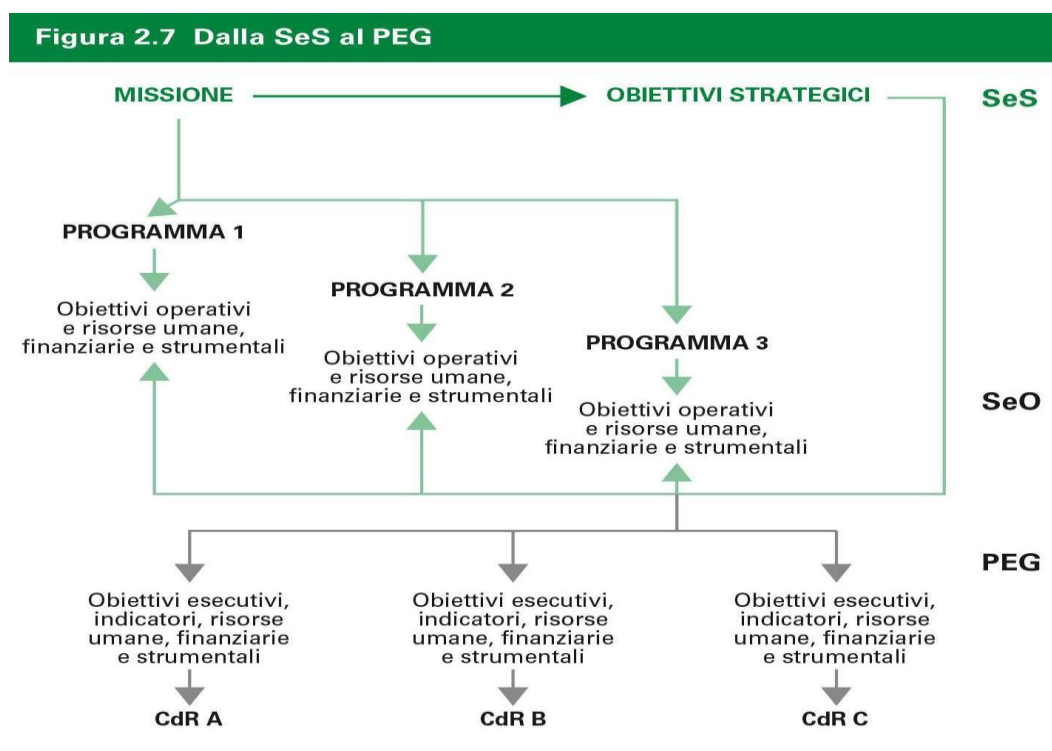 Figura 2.7 Dalla SeS al PEG
MISSIONE
OBIETTIVI STRATEGICI
SeS
PROGRAMMA 1
Obiettivi operativi
e risorse umane,
finanziarie e strumentali
PROGRAMMA 2
Obiettivi operativi
e risorse umane,
finanziarie e strumentali
PROGRAMMA 3
Obiettivi operativi
e risorse umane,
finanziarie e strumentali
SeO
PEG
Obiettivi esecutivi,
indicatori, risorse
umane, finanziarie
e strumentali
CdR A
Obiettivi esecutivi,
indicatori, risorse
umane, finanziarie
e strumentali
CdR B
Obiettivi esecutivi,
indicatori, risorse
umane, finanziarie
e strumentali
CdR C